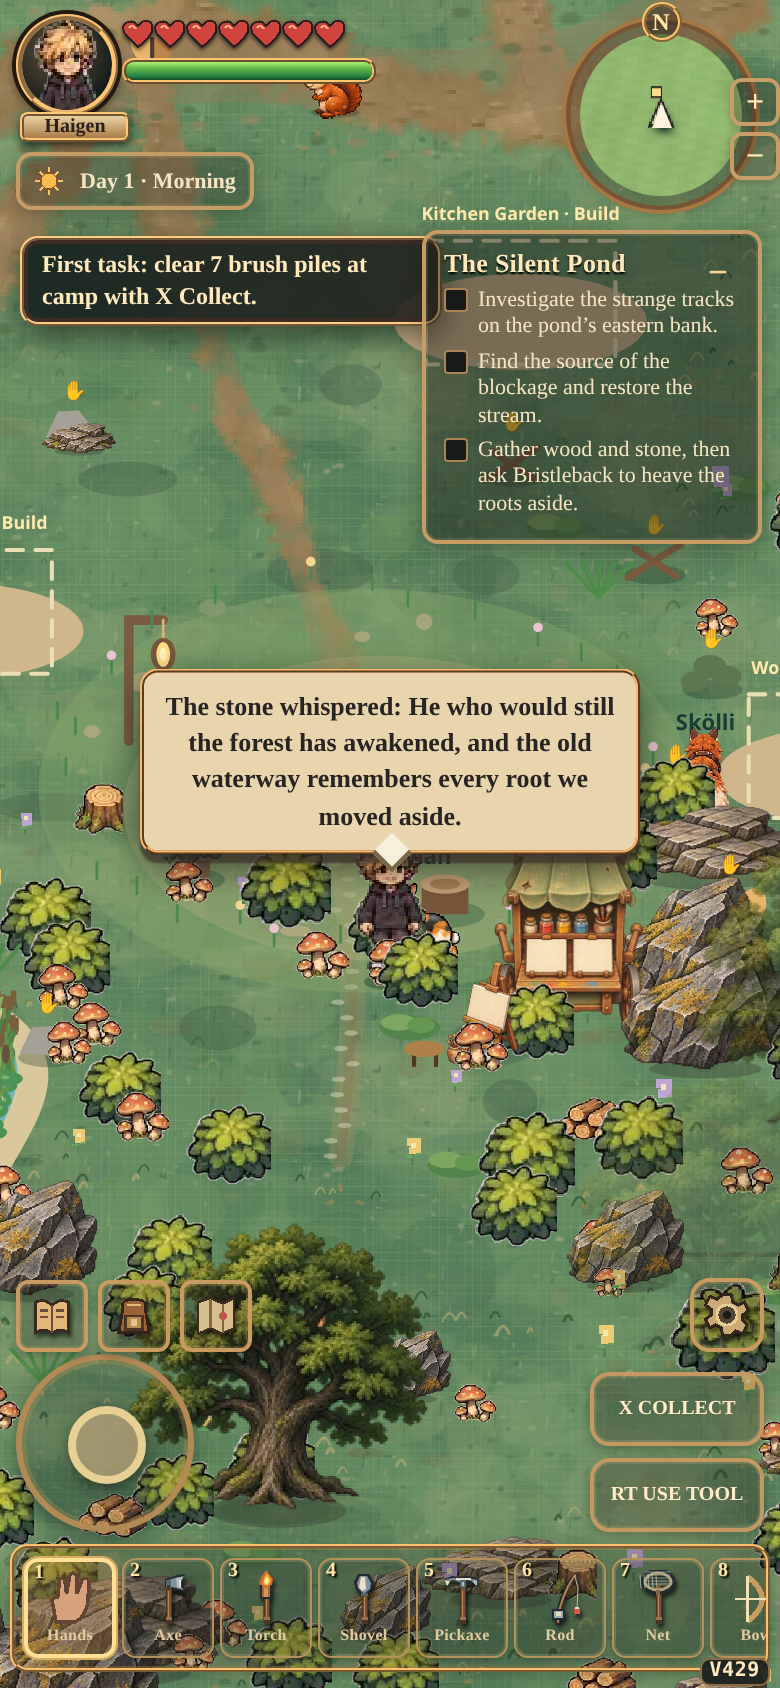 N
Haigen
+
−
Day 1 · Morning
Kitchen Garden · Build
First task: clear 7 brush piles at
camp with X Collect.
The Silent Pond
–
Investigate the strange tracks
on the pond’s eastern bank.
Find the source of the
blockage and restore the
stream.
Gather wood and stone, then
ask Bristleback to heave the
roots aside.
Build
Wo
Skölli
The stone whispered: He who would still
the forest has awakened, and the old
waterway remembers every root we
moved aside.
X COLLECT
RT USE TOOL
1
Hands
2
Axe
3
Torch
4
Shovel
5
Pickaxe
6
Rod
7
Net
8
Bow
V429